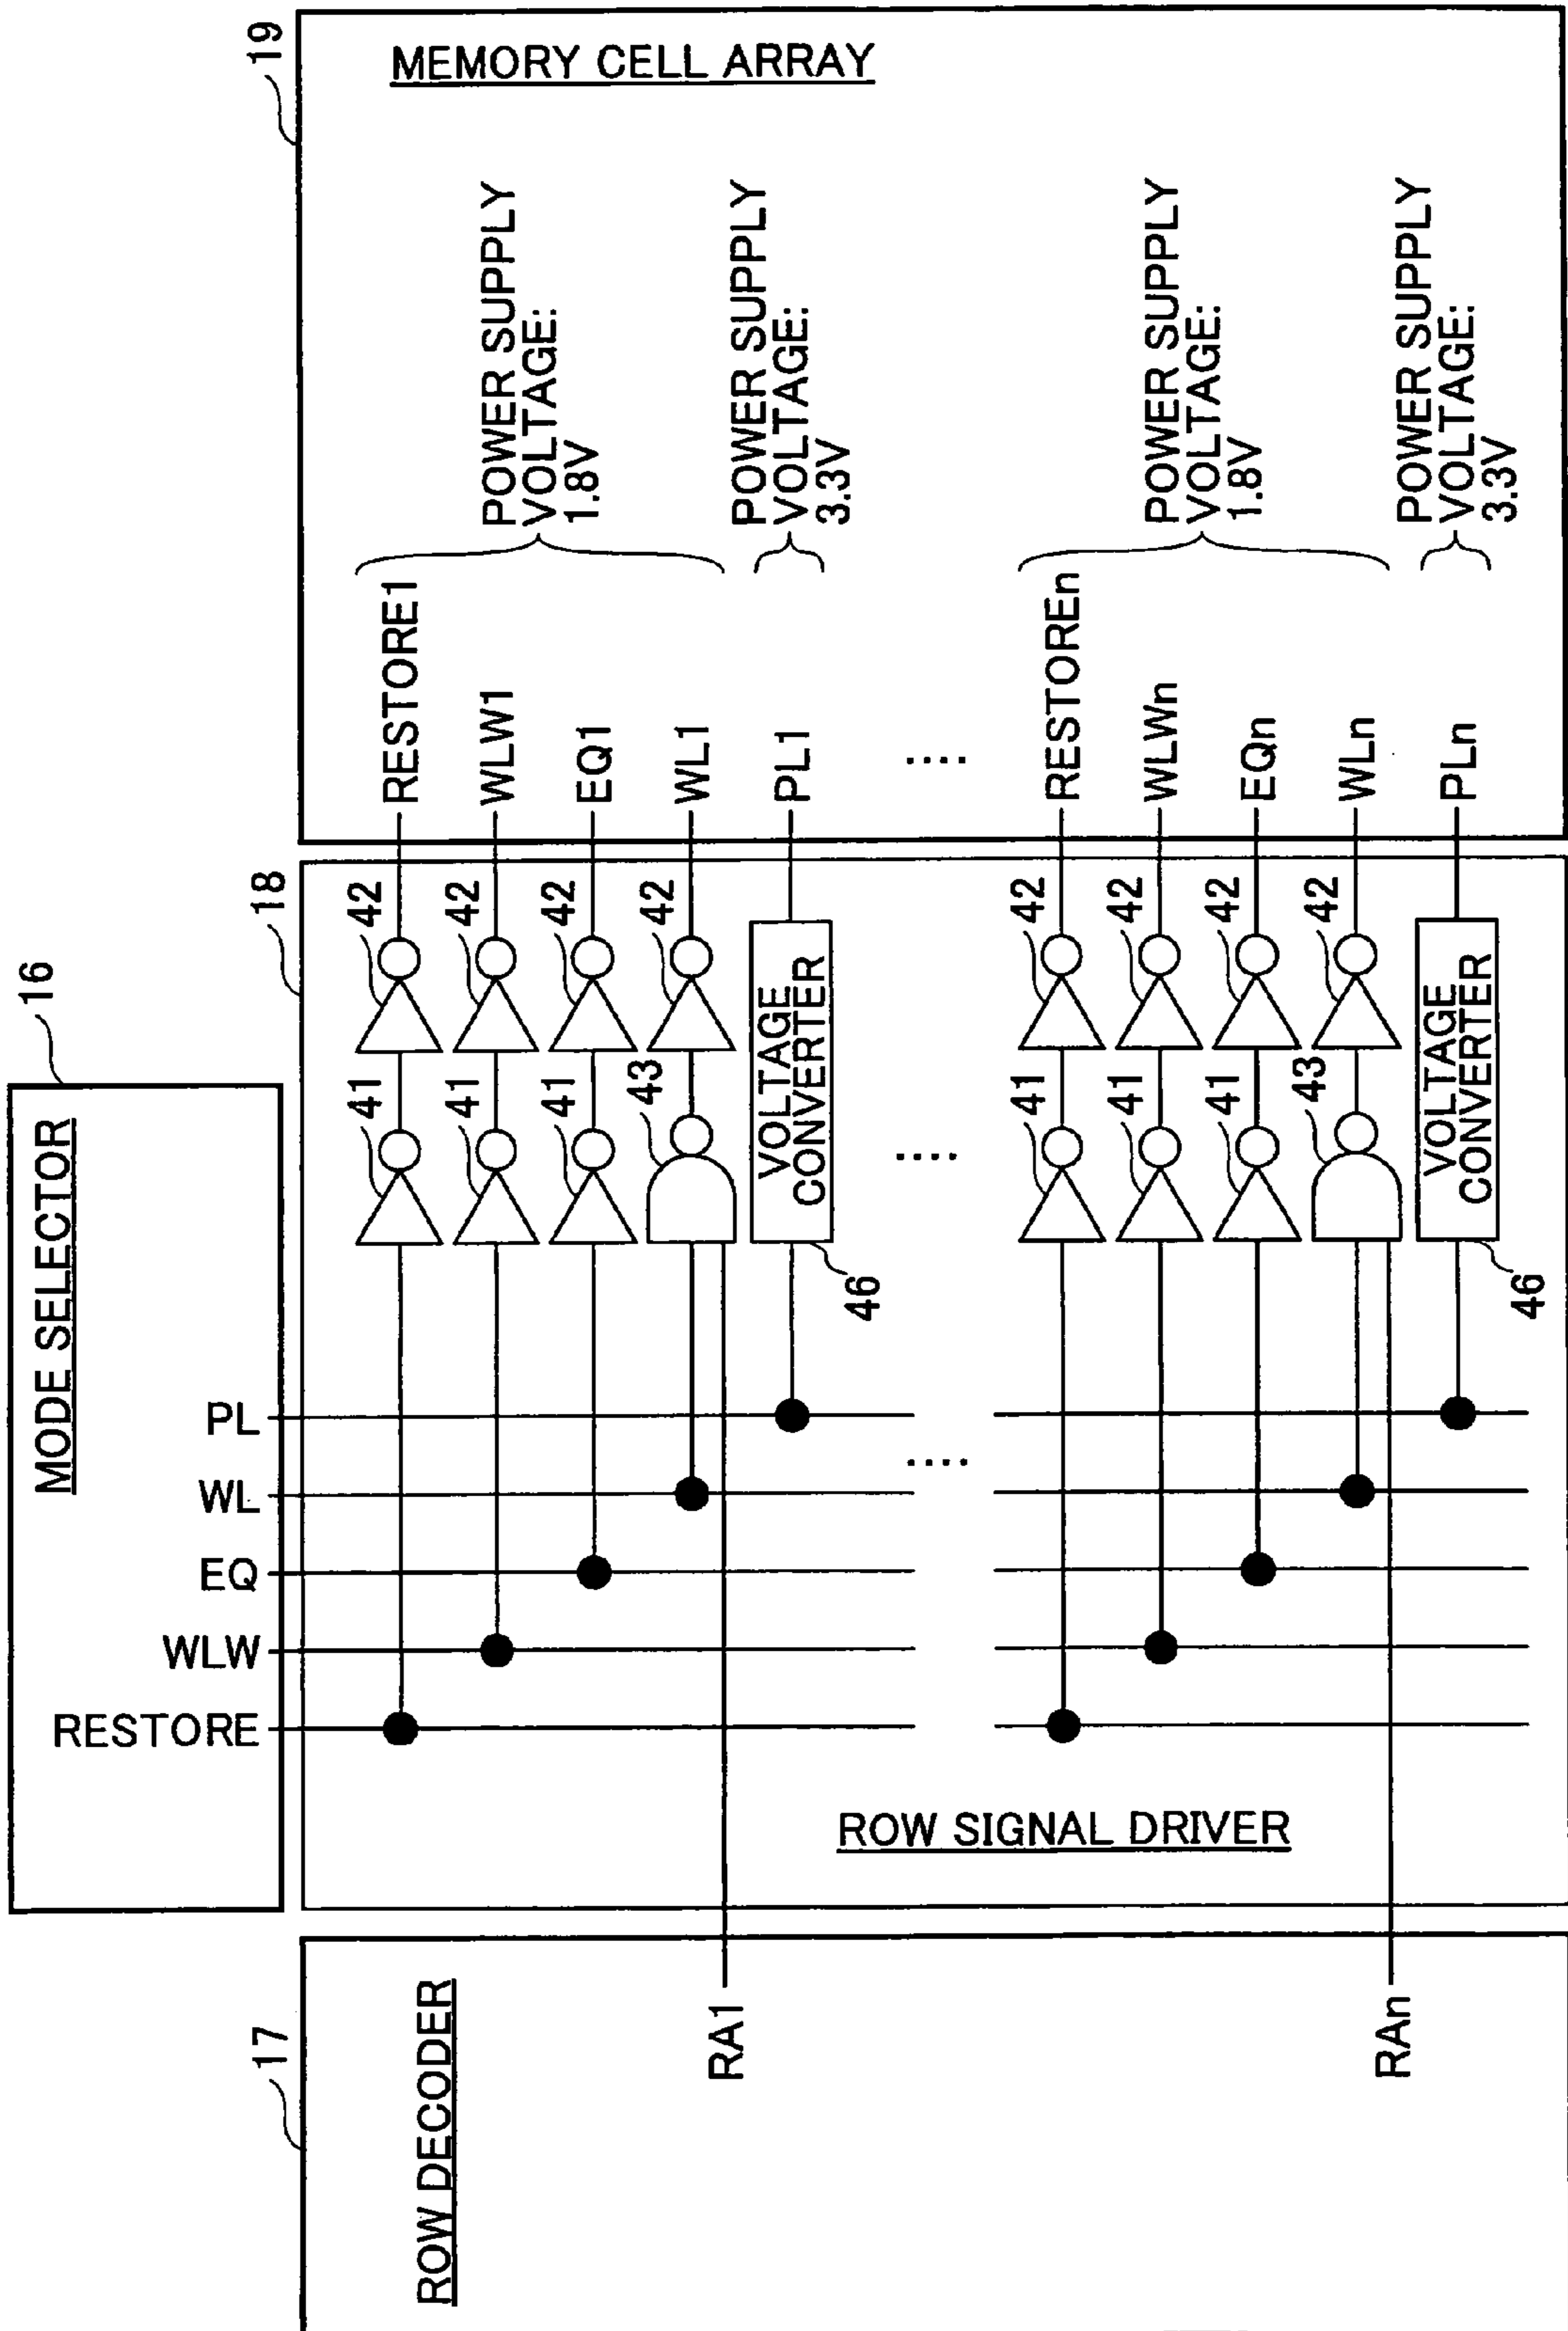 MODE SELECTOR
16
RESTORE
WLW
EQ
WL
PL
17
ROW DECODER
RA1
RAn
18
ROW SIGNAL DRIVER
41
42
41
42
41
42
43
42
VOLTAGE
CONVERTER
46
....
....
41
42
41
42
41
42
43
42
VOLTAGE
CONVERTER
46
19
MEMORY CELL ARRAY
RESTORE1
WLW1
EQ1
WL1
POWER SUPPLY
VOLTAGE:
1.8V
PL1
POWER SUPPLY
VOLTAGE:
3.3V
....
RESTOREn
WLWn
EQn
WLn
POWER SUPPLY
VOLTAGE:
1.8V
PLn
POWER SUPPLY
VOLTAGE:
3.3V